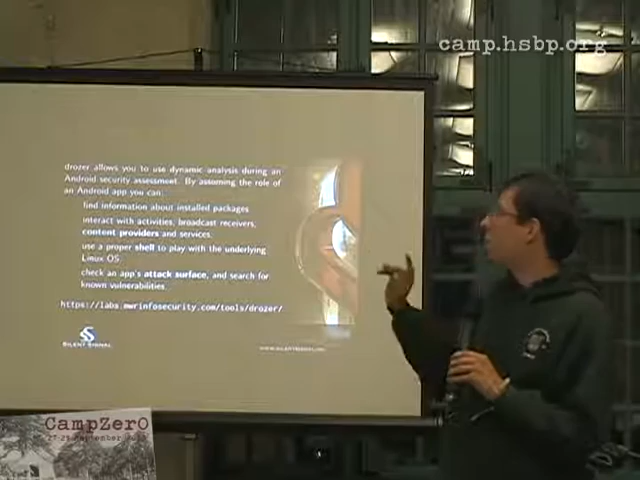 camp.hsbp.org
drozer allows you to use dynamic analysis during an
Android security assessment. By assuming the role of
an Android app you can:
find information about installed packages.
interact with activities, broadcast receivers,
content providers and services.
use a proper shell to play with the underlying
Linux OS.
check an app's attack surface, and search for
known vulnerabilities.
https://labs.mwrinfosecurity.com/tools/drozer/
SILENT SIGNAL
CampZer0